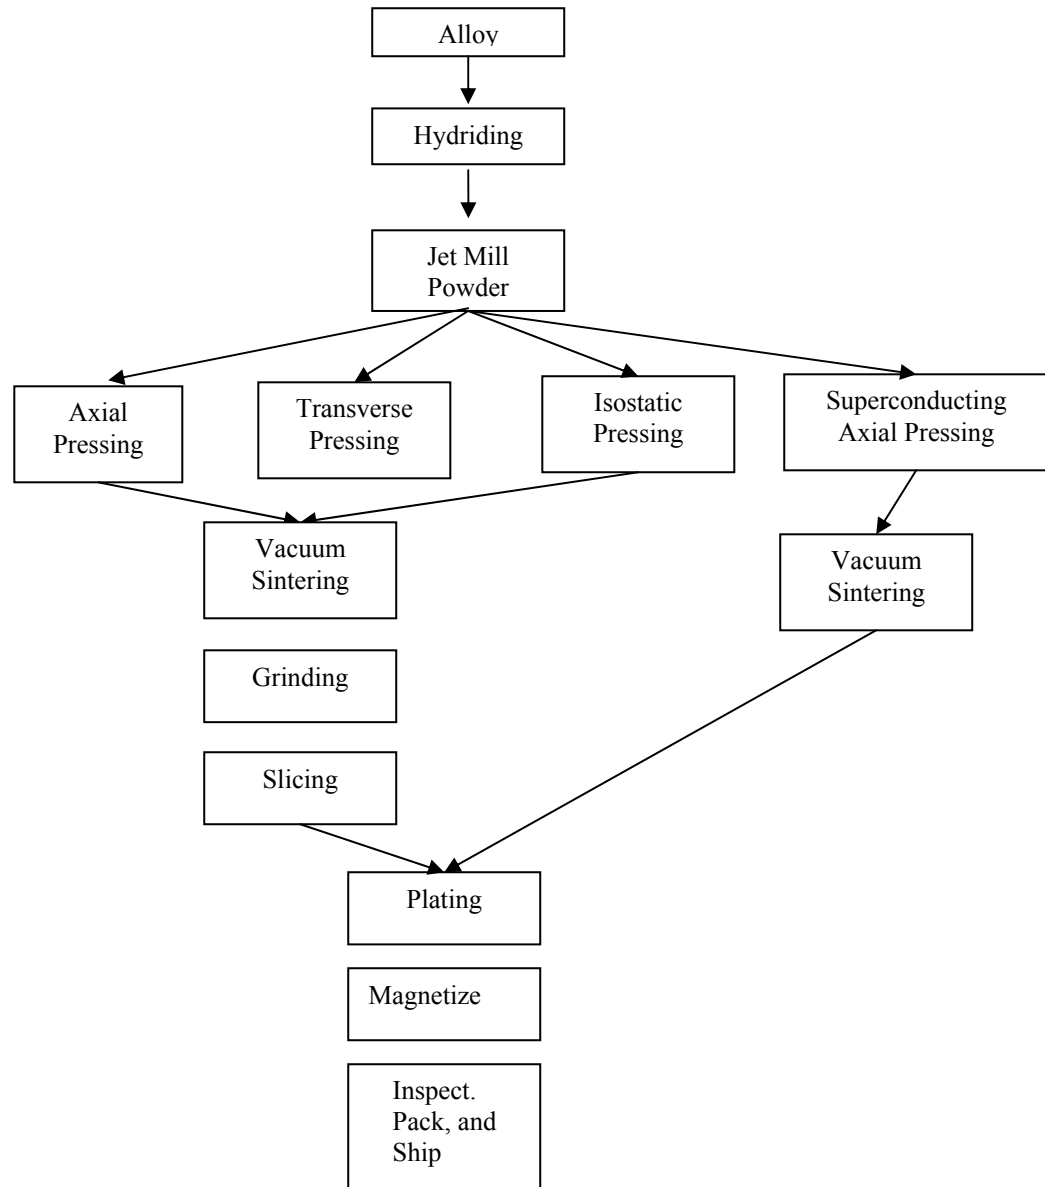 Alloy
Hydriding
Jet Mill
Powder
Axial
Pressing
Transverse
Pressing
Isostatic
Pressing
Superconducting
Axial Pressing
Vacuum
Sintering
Vacuum
Sintering
Grinding
Slicing
Plating
Magnetize
Inspect.
Pack, and
Ship